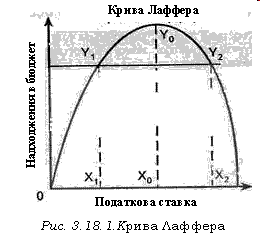 Крива Лаффера
Надходження в бюджет
Y₀
Y₁
Y₂
X₁
X₀
X₂
0
Податкова ставка
Рис. 3.18.1.Крива Лаффера